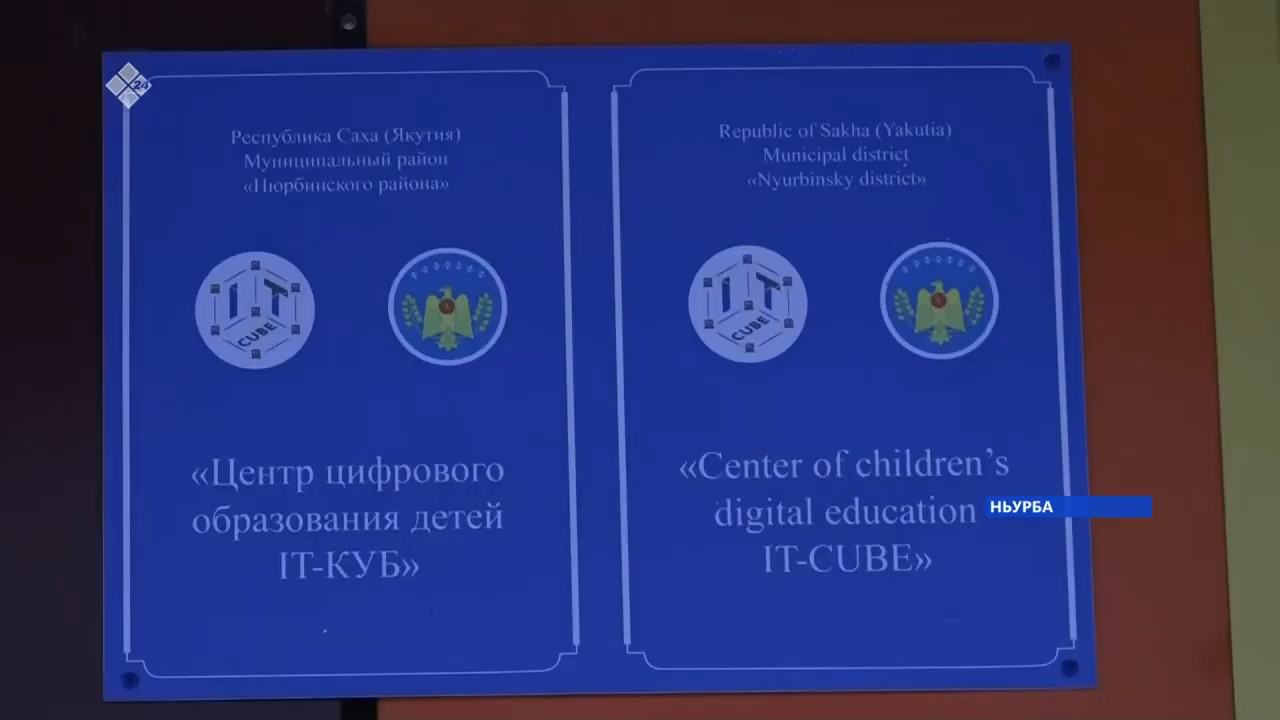 24
Республика Саха (Якутия)
Муниципальный район
«Нюрбинского района»
IT
CUBE
«Центр цифрового
образования детей
IT-КУБ»
Republic of Sakha (Yakutia)
Municipal district
«Nyurbinsky district»
IT
CUBE
«Center of children’s
digital education
IT-CUBE»
НЬУРБА